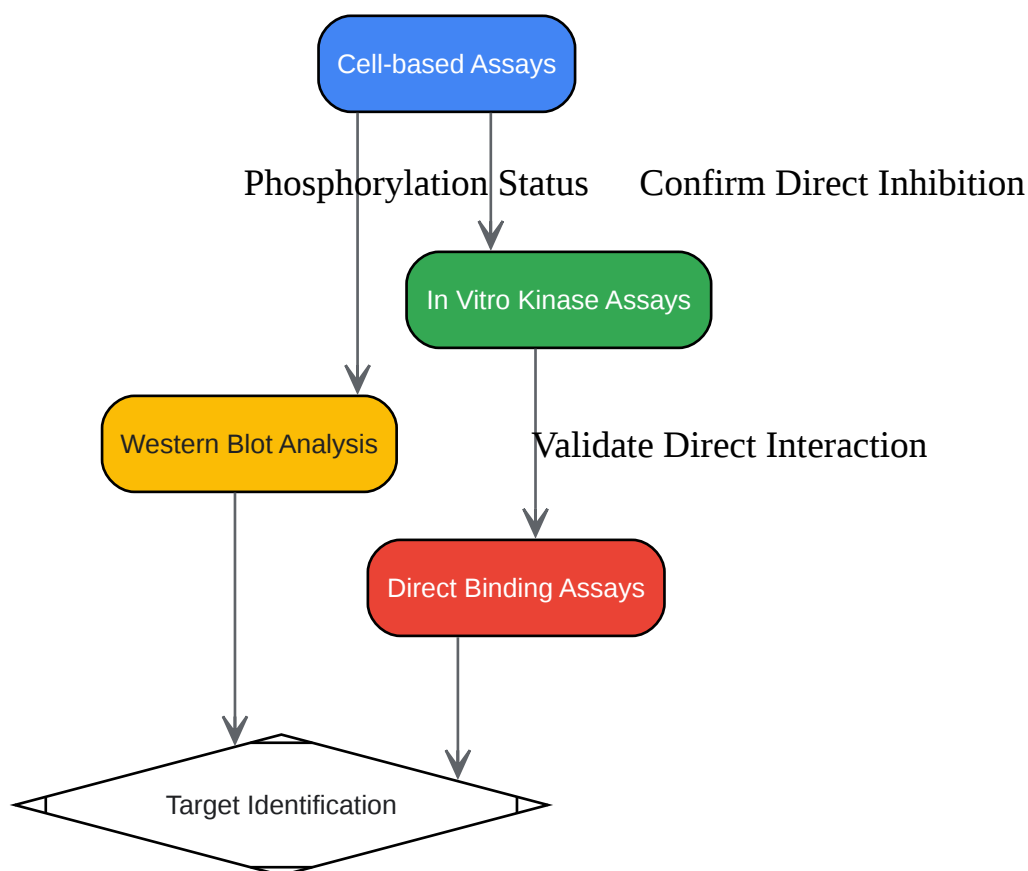 Cell-based Assays
Phosphorylation Status
Confirm Direct Inhibition
In Vitro Kinase Assays
Western Blot Analysis
Validate Direct Interaction
Direct Binding Assays
Target Identification